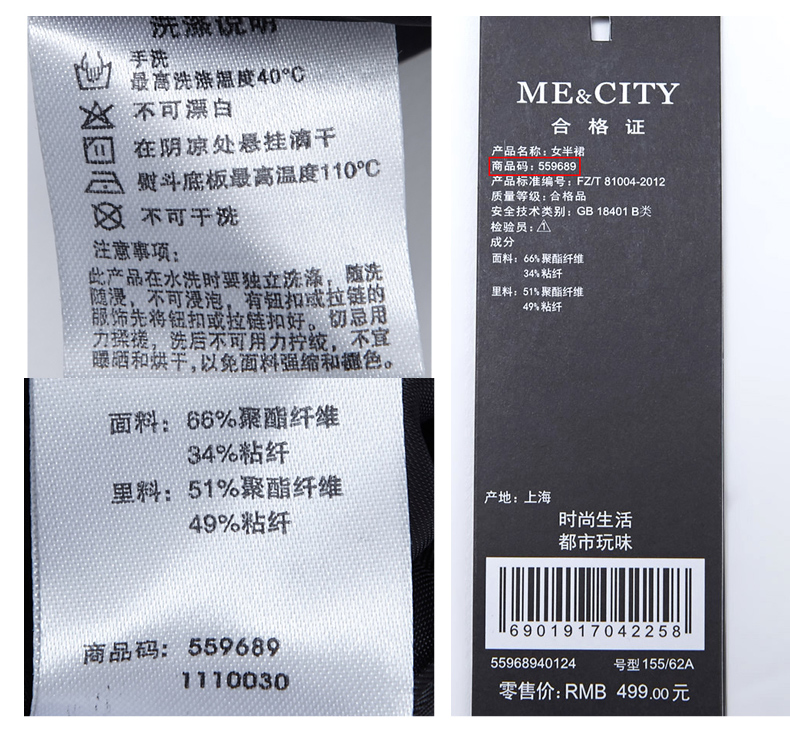 洗涤说明
手洗
最高洗涤温度40°C
不可漂白
在阴凉处悬挂滴干
熨斗底板最高温度110°C
不可干洗
注意事项：
此产品在水洗时要独立洗涤，随洗
随浸，不可浸泡，有钮扣或拉链的
服饰先将钮扣或拉链扣好。切忌用
力揉搓，洗后不可用力拧绞，不宜
曝晒和烘干,以免面料强缩和褪色。
面料：66%聚酯纤维
34%粘纤
里料：51%聚酯纤维
49%粘纤
商品码：559689
1110030
ME&CITY
合格证
产品名称：女半裙
商品码：559689
产品标准编号：FZ/T 81004-2012
质量等级：合格品
安全技术类别：GB 18401 B类
检验员：1
成分
面料：66%聚酯纤维
34%粘纤
里料：51%聚酯纤维
49%粘纤
产地：上海
时尚生活
都市玩味
6901917042258
55968940124 号型155/62A
零售价：RMB 499.00元